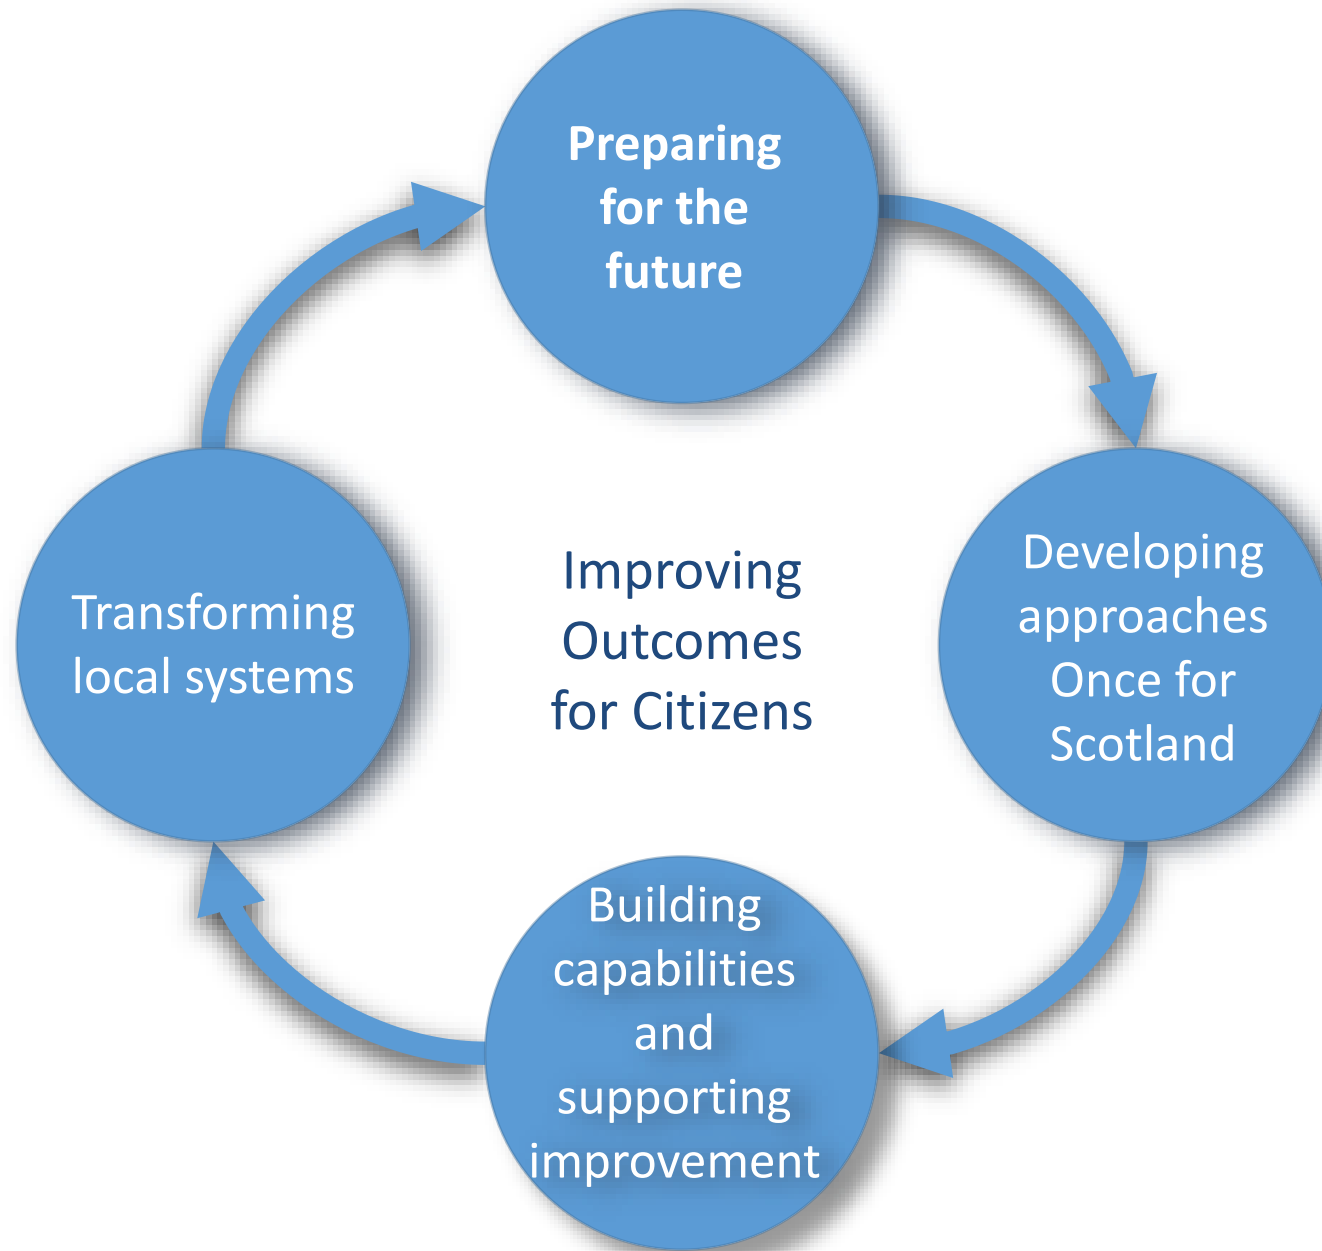 Preparing
for the
future
Developing
approaches
Once for
Scotland
Improving
Outcomes
for Citizens
Transforming
local systems
Building
capabilities
and
supporting
improvement